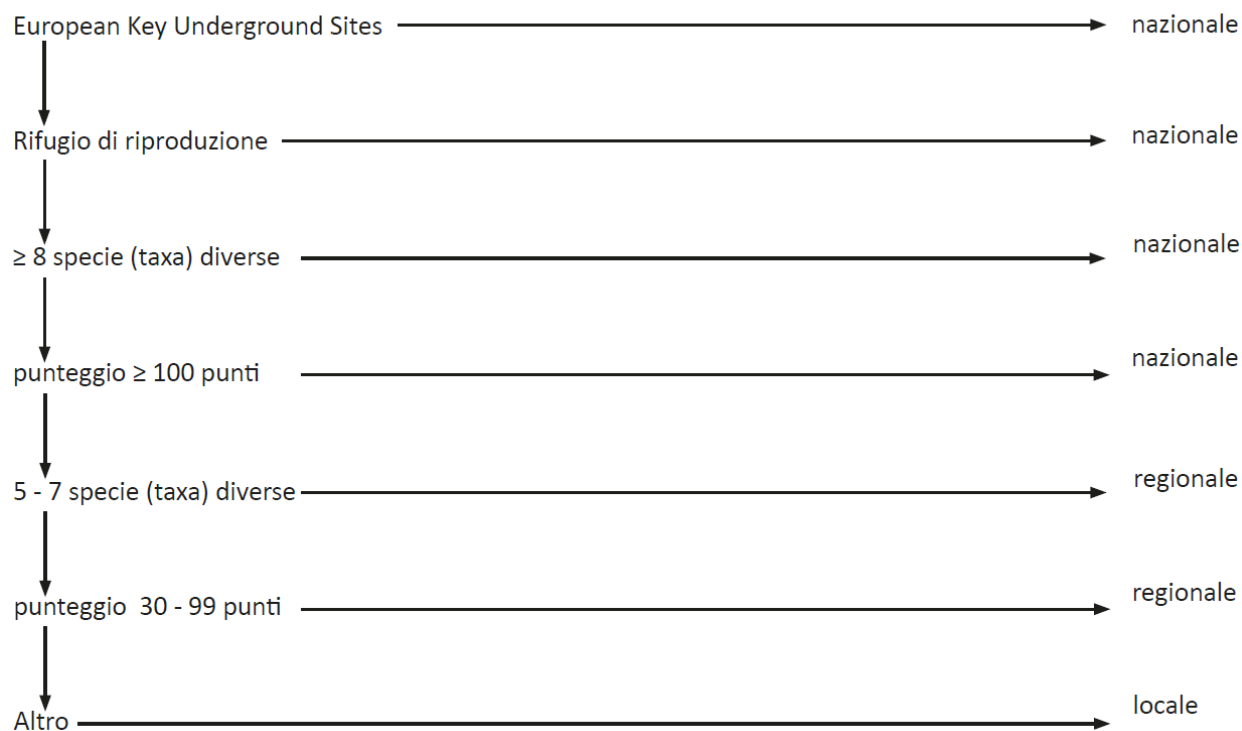 European Key Underground Sites nazionale
Rifugio di riproduzione nazionale
≥ 8 specie (taxa) diverse nazionale
punteggio ≥ 100 punti nazionale
5 - 7 specie (taxa) diverse regionale
punteggio 30 - 99 punti regionale
Altro locale